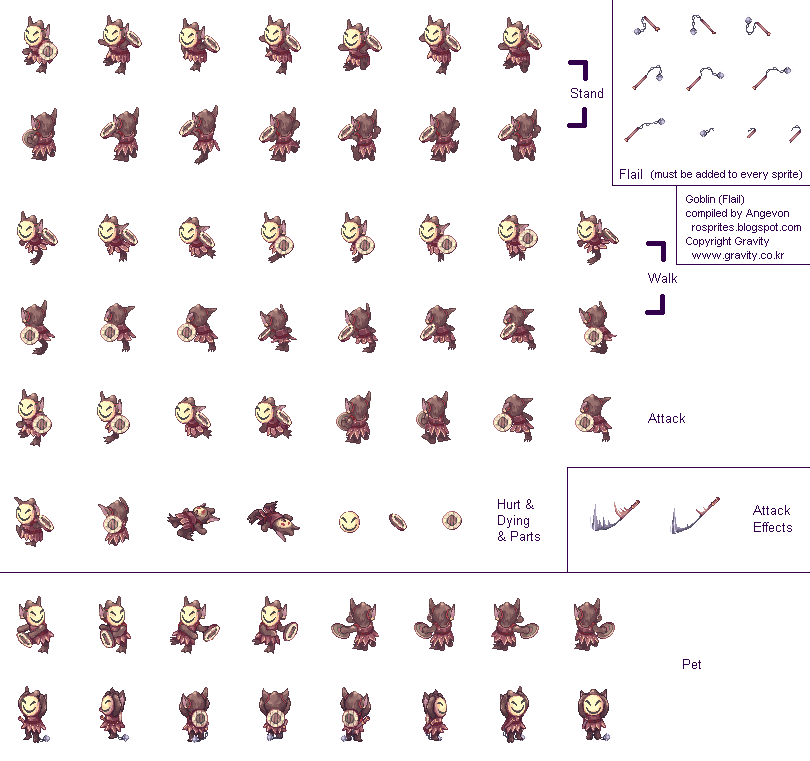 Stand
Flail (must be added to every sprite)
Goblin (Flail)
compiled by Angevon
rosprites.blogspot.com
Copyright Gravity
www.gravity.co.kr
Walk
Attack
Hurt &
Dying
& Parts
Attack
Effects
Pet